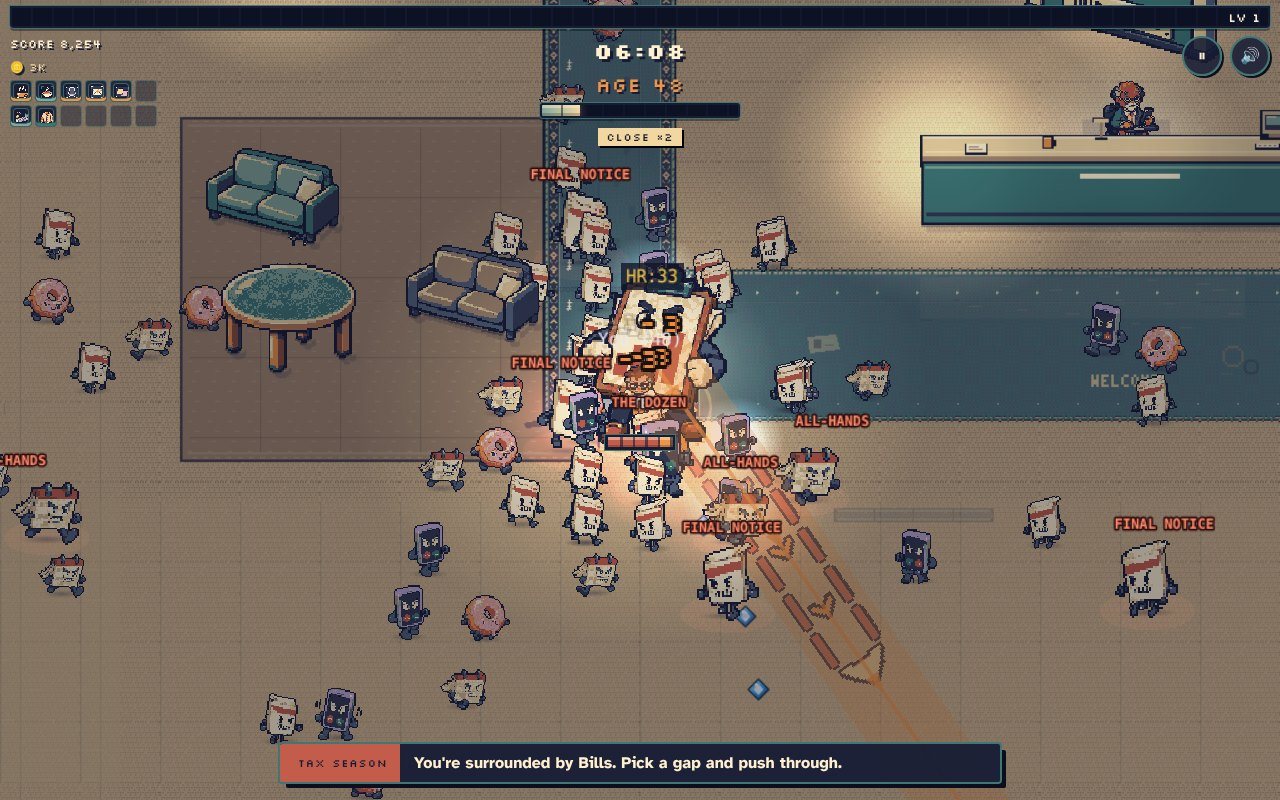 LV 1
SCORE 8,254
06:08
3K
AGE 48
CLOSE ×2
FINAL NOTICE
HR:33
- 3
--33
FINAL NOTICE
WELCOM
THE DOZEN
ALL-HANDS
HANDS
ALL-HANDS
FINAL NOTICE
FINAL NOTICE
TAX SEASON
You're surrounded by Bills. Pick a gap and push through.